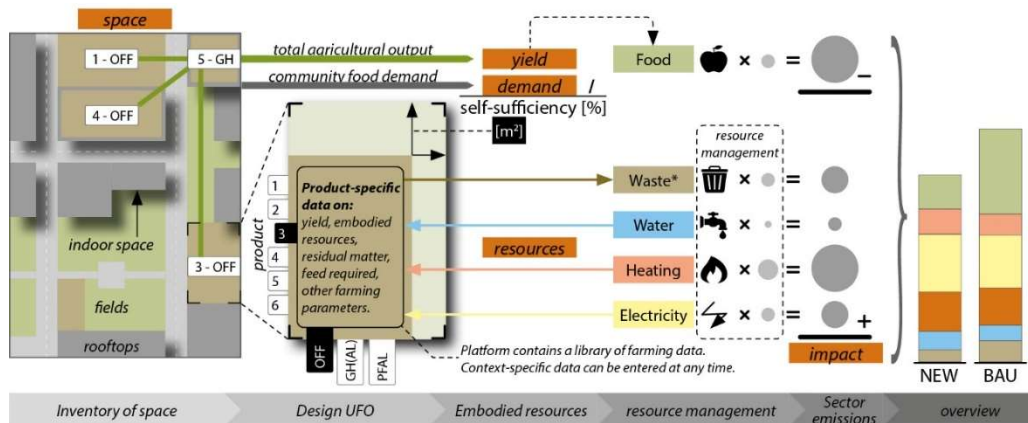 space
1 - OFF
5 - GH
4 - OFF
indoor space
3 - OFF
fields
rooftops
total agricultural output
community food demand
yield
demand /
self-sufficiency [%]
[m²]
product
1
2
3
4
5
6
Product-specific
data on:
yield, embodied
resources,
residual matter,
feed required,
other farming
parameters.
OFF
GH(AL)
PFAL
Platform contains a library of farming data.
Context-specific data can be entered at any time.
resources
Food
× = −
resource
management
Waste*
× =
Water
× =
Heating
× =
Electricity
× = +
impact
NEW
BAU
Inventory of space
Design UFO
Embodied resources
resource management
Sector
emissions
overview